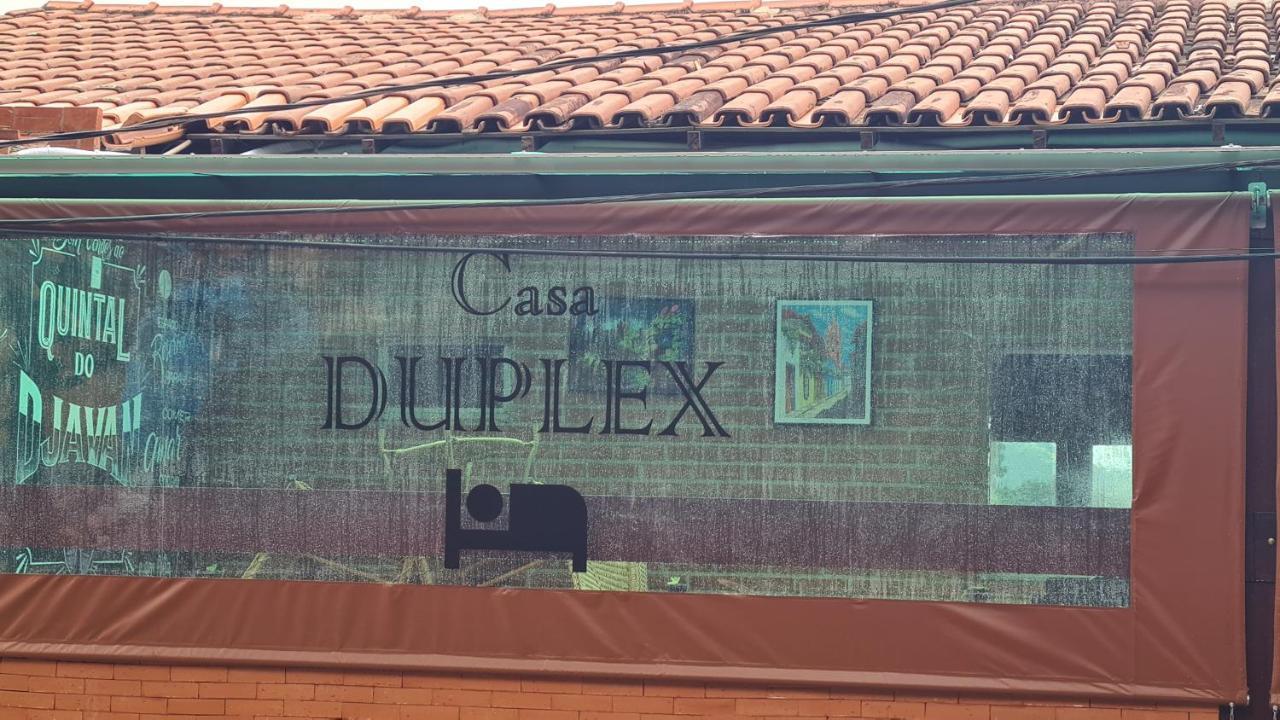 Casa
DUPLEX
QUINTAL
DO
DJAVAN